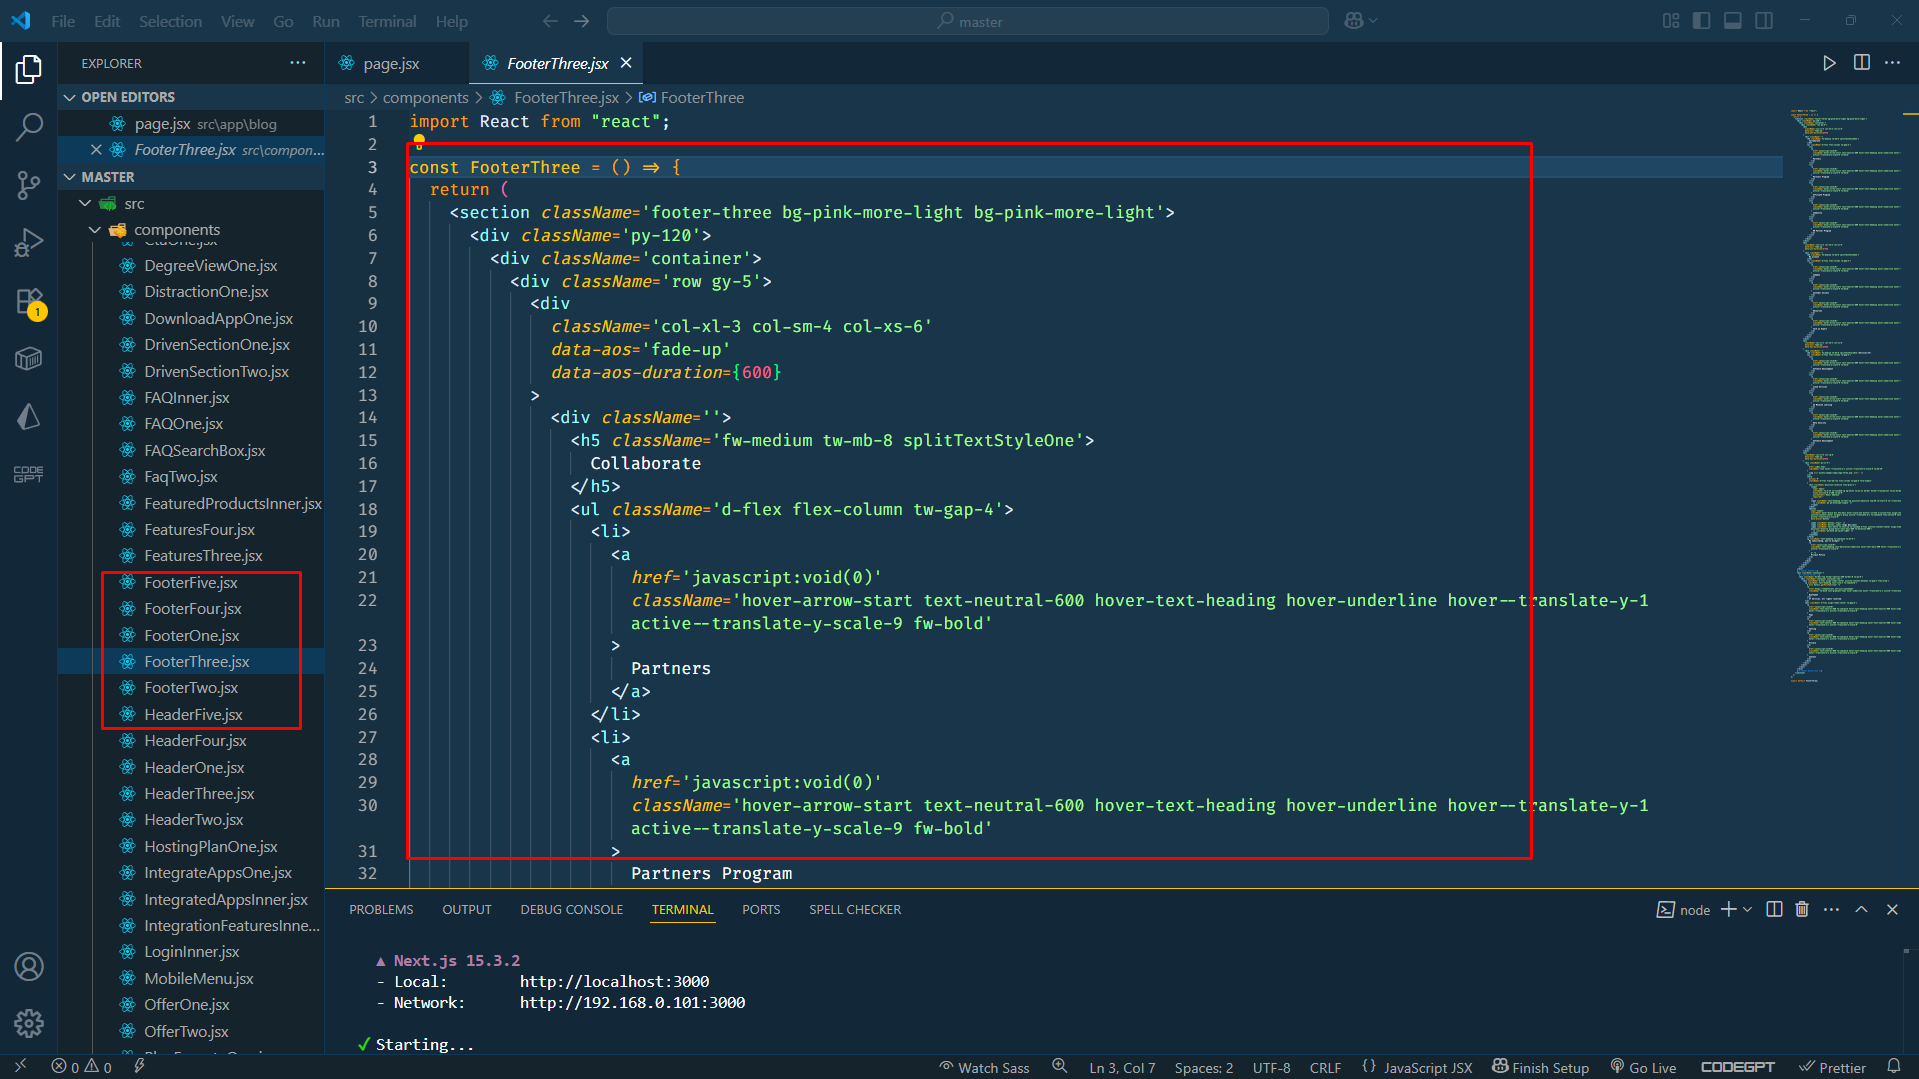 File Edit Selection View Go Run Terminal Help
master
EXPLORER
page.jsx
FooterThree.jsx
OPEN EDITORS
page.jsx src\app\blog
FooterThree.jsx src\compon...
MASTER
src
components
CtaOne.jsx
DegreeViewOne.jsx
DistractionOne.jsx
DownloadAppOne.jsx
DrivenSectionOne.jsx
DrivenSectionTwo.jsx
FAQInner.jsx
FAQOne.jsx
FAQSearchBox.jsx
FaqTwo.jsx
FeaturedProductsInner.jsx
FeaturesFour.jsx
FeaturesThree.jsx
FooterFive.jsx
FooterFour.jsx
FooterOne.jsx
FooterThree.jsx
FooterTwo.jsx
HeaderFive.jsx
HeaderFour.jsx
HeaderOne.jsx
HeaderThree.jsx
HeaderTwo.jsx
HostingPlanOne.jsx
IntegrateAppsOne.jsx
IntegratedAppsInner.jsx
IntegrationFeaturesInne...
LoginInner.jsx
MobileMenu.jsx
OfferOne.jsx
OfferTwo.jsx
1
CODE
GPT
src > components > FooterThree.jsx > FooterThree
1 import React from "react";
2
3 const FooterThree = () => {
4 return (
5 <section className='footer-three bg-pink-more-light bg-pink-more-light'>
6 <div className='py-120'>
7 <div className='container'>
8 <div className='row gy-5'>
9 <div
10 className='col-xl-3 col-sm-4 col-xs-6'
11 data-aos='fade-up'
12 data-aos-duration={600}
13 >
14 <div className=''>
15 <h5 className='fw-medium tw-mb-8 splitTextStyleOne'>
16 Collaborate
17 </h5>
18 <ul className='d-flex flex-column tw-gap-4'>
19 <li>
20 <a
21 href='javascript:void(0)'
22 className='hover-arrow-start text-neutral-600 hover-text-heading hover-underline hover--translate-y-1
active--translate-y-scale-9 fw-bold'
23 >
24 Partners
25 </a>
26 </li>
27 <li>
28 <a
29 href='javascript:void(0)'
30 className='hover-arrow-start text-neutral-600 hover-text-heading hover-underline hover--translate-y-1
active--translate-y-scale-9 fw-bold'
31 >
32 Partners Program
PROBLEMS OUTPUT DEBUG CONSOLE TERMINAL PORTS SPELL CHECKER
node
▲ Next.js 15.3.2
- Local: http://localhost:3000
- Network: http://192.168.0.101:3000
✓ Starting...
0 0
Watch Sass
Ln 3, Col 7 Spaces: 2 UTF-8 CRLF {} JavaScript JSX Finish Setup Go Live CODEGPT Prettier